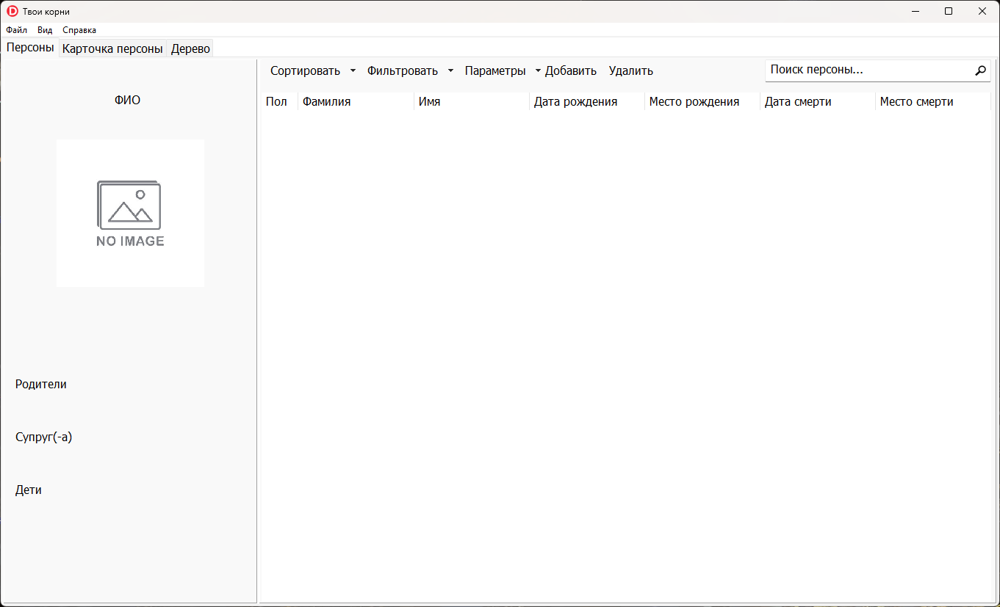 Твои корни
Файл Вид Справка
Персоны Карточка персоны Дерево
ФИО
NO IMAGE
Родители
Супруг(-а)
Дети
Сортировать Фильтровать Параметры Добавить Удалить Поиск персоны...
Пол Фамилия Имя Дата рождения Место рождения Дата смерти Место смерти